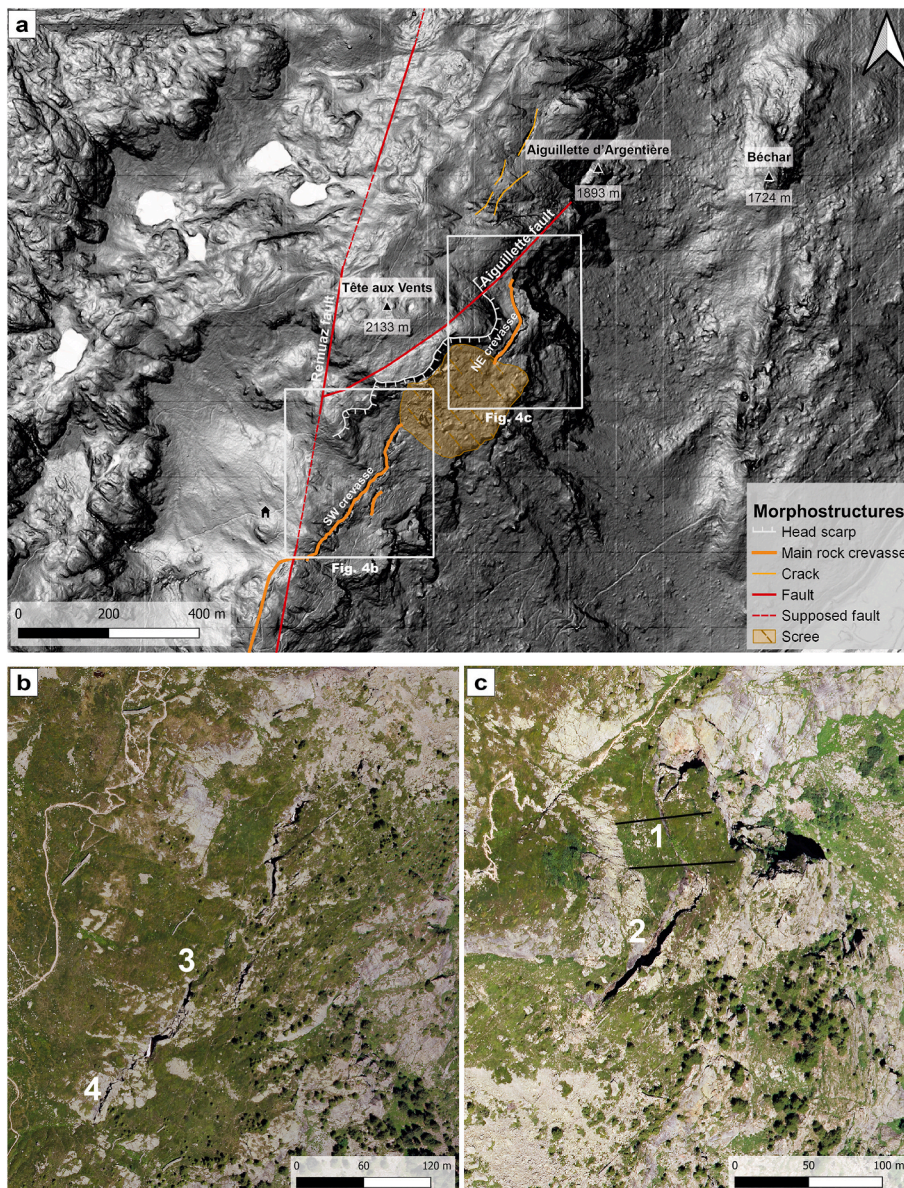 a
Aiguillette d'Argentière
1893 m
Béchar
1724 m
Aiguillette fault
Tête aux Vents
2133 m
Remuaz fault
NE crevasse
Fig. 4c
SW crevasse
Fig. 4b
Morphostructures
Head scarp
Main rock crevasse
Crack
Fault
Supposed fault
Scree
0 200 400 m
b
3
4
0 60 120 m
c
1
2
0 50 100 m